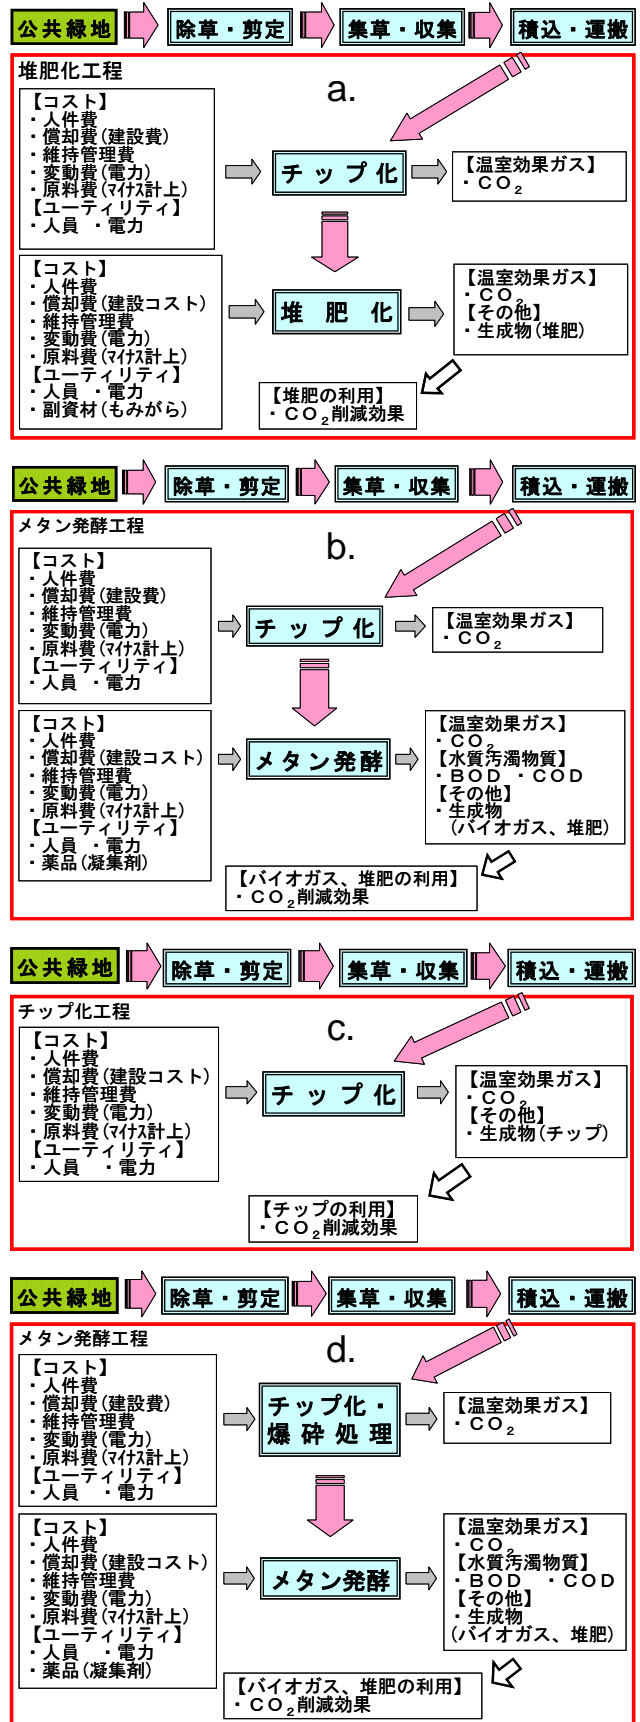 公共緑地 除草・剪定 集草・収集 積込・運搬
堆肥化工程
a.
【コスト】
・人件費
・償却費(建設費)
・維持管理費
・変動費(電力)
・原料費(ﾏｲﾅｽ計上)
【ユーティリティ】
・人員 ・電力
チップ化
【温室効果ガス】
・ＣＯ₂
【コスト】
・人件費
・償却費(建設コスト)
・維持管理費
・変動費(電力)
・原料費(ﾏｲﾅｽ計上)
【ユーティリティ】
・人員 ・電力
・副資材(もみがら)
堆肥化
【温室効果ガス】
・ＣＯ₂
【その他】
・生成物(堆肥)
【堆肥の利用】
・ＣＯ₂削減効果
公共緑地 除草・剪定 集草・収集 積込・運搬
メタン発酵工程
b.
【コスト】
・人件費
・償却費(建設費)
・維持管理費
・変動費(電力)
・原料費(ﾏｲﾅｽ計上)
【ユーティリティ】
・人員 ・電力
チップ化
【温室効果ガス】
・ＣＯ₂
【コスト】
・人件費
・償却費(建設コスト)
・維持管理費
・変動費(電力)
・原料費(ﾏｲﾅｽ計上)
【ユーティリティ】
・人員 ・電力
・薬品(凝集剤)
メタン発酵
【温室効果ガス】
・ＣＯ₂
【水質汚濁物質】
・ＢＯＤ ・ＣＯＤ
【その他】
・生成物
(バイオガス、堆肥)
【バイオガス、堆肥の利用】
・ＣＯ₂削減効果
公共緑地 除草・剪定 集草・収集 積込・運搬
チップ化工程
c.
【コスト】
・人件費
・償却費(建設コスト)
・維持管理費
・変動費(電力)
・原料費(ﾏｲﾅｽ計上)
【ユーティリティ】
・人員 ・電力
チップ化
【温室効果ガス】
・ＣＯ₂
【その他】
・生成物(チップ)
【チップの利用】
・ＣＯ₂削減効果
公共緑地 除草・剪定 集草・収集 積込・運搬
メタン発酵工程
d.
【コスト】
・人件費
・償却費(建設費)
・維持管理費
・変動費(電力)
・原料費(ﾏｲﾅｽ計上)
【ユーティリティ】
・人員 ・電力
チップ化・
爆砕処理
【温室効果ガス】
・ＣＯ₂
【コスト】
・人件費
・償却費(建設コスト)
・維持管理費
・変動費(電力)
・原料費(ﾏｲﾅｽ計上)
【ユーティリティ】
・人員 ・電力
・薬品(凝集剤)
メタン発酵
【温室効果ガス】
・ＣＯ₂
【水質汚濁物質】
・ＢＯＤ ・ＣＯＤ
【その他】
・生成物
(バイオガス、堆肥)
【バイオガス、堆肥の利用】
・ＣＯ₂削減効果